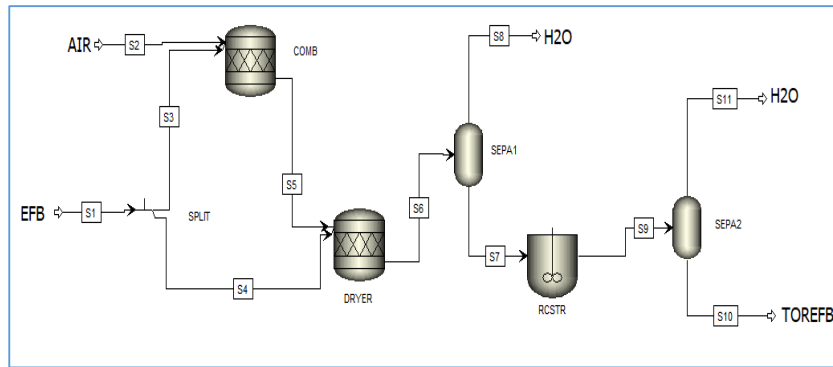 AIR
S2
COMB
S8
H2O
S3
S11
H2O
SEPA1
EFB
S1
SPLIT
S5
S6
S9
SEPA2
S4
DRYER
S7
RCSTR
S10
TOREFB